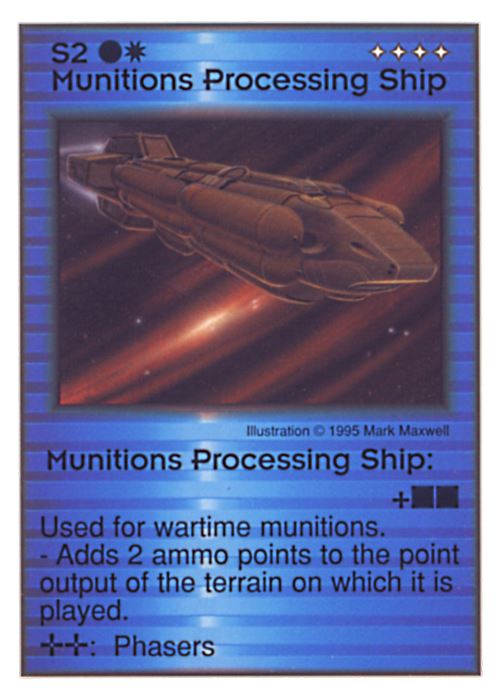 S2
Munitions Processing Ship
Illustration © 1995 Mark Maxwell
Munitions Processing Ship:
+
Used for wartime munitions.
- Adds 2 ammo points to the point
output of the terrain on which it is
played.
✢✢: Phasers